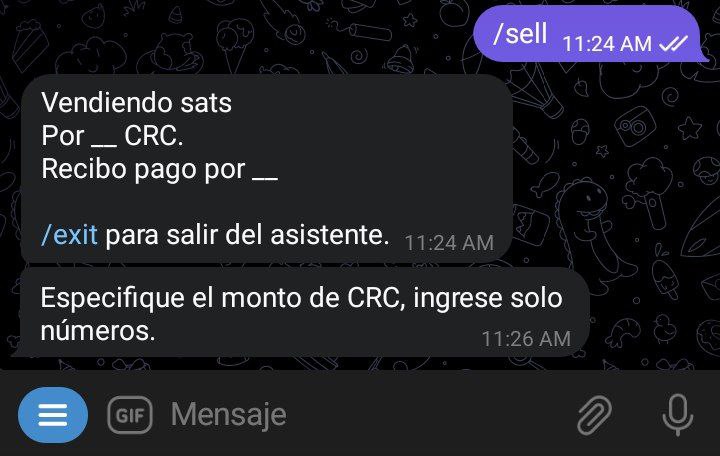 /sell 11:24 AM
Vendiendo sats
Por __ CRC.
Recibo pago por __
/exit para salir del asistente. 11:24 AM
Especifique el monto de CRC, ingrese solo
números. 11:26 AM
GIF Mensaje